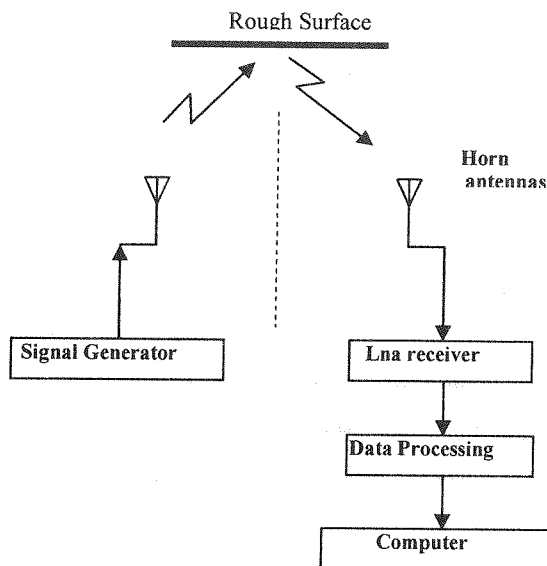 Rough Surface
Horn
antennas
Signal Generator
Lna receiver
Data Processing
Computer